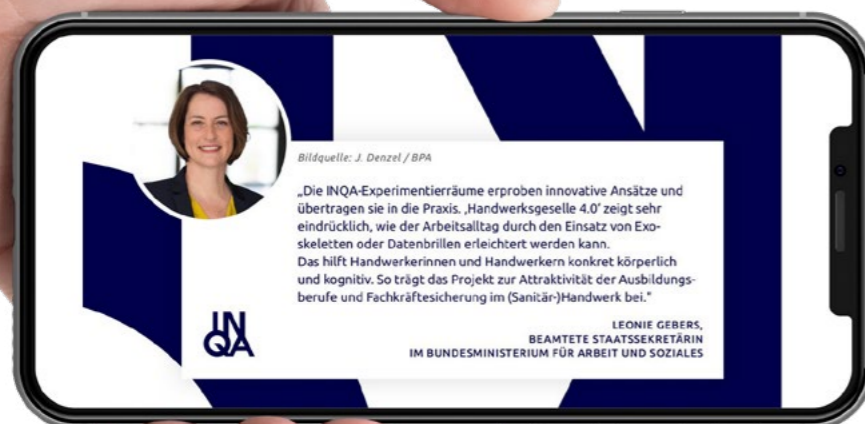 Bildquelle: J. Denzel / BPA
„Die INQA-Experimentierräume erproben innovative Ansätze und
übertragen sie in die Praxis. ‚Handwerksgeselle 4.0‘ zeigt sehr
eindrücklich, wie der Arbeitsalltag durch den Einsatz von Exo-
skeletten oder Datenbrillen erleichtert werden kann.
Das hilft Handwerkerinnen und Handwerkern konkret körperlich
und kognitiv. So trägt das Projekt zur Attraktivität der Ausbildungs-
berufe und Fachkräftesicherung im (Sanitär-)Handwerk bei.“
IN
QA
LEONIE GEBERS,
BEAMTETE STAATSSEKRETÄRIN
IM BUNDESMINISTERIUM FÜR ARBEIT UND SOZIALES